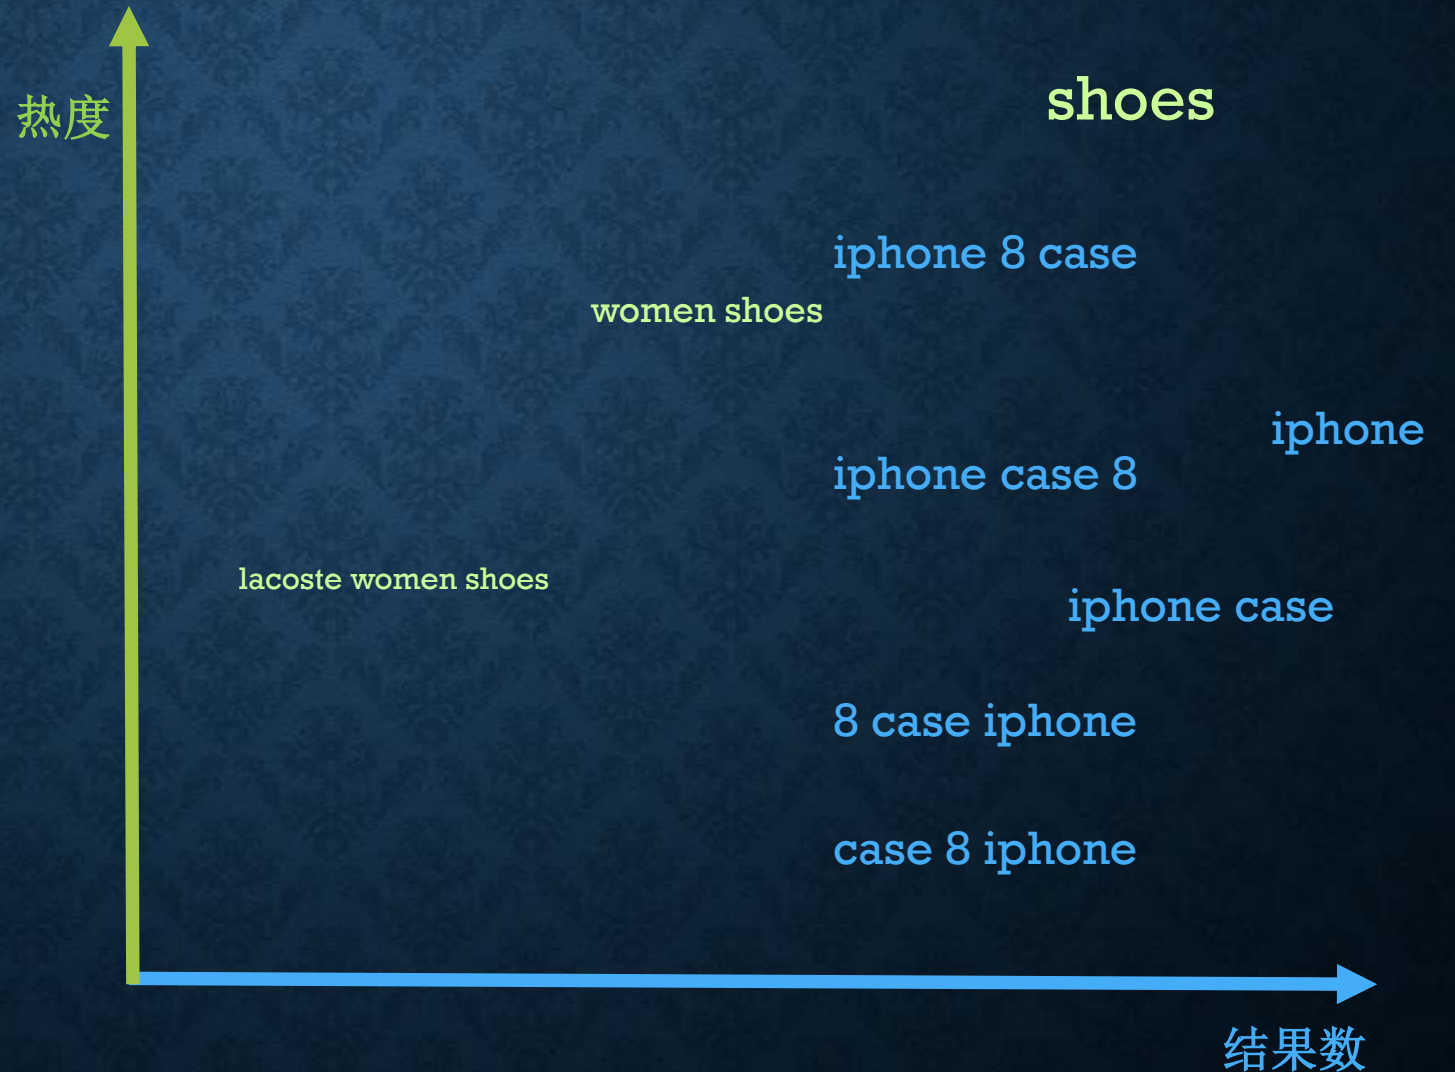 热度
shoes
iphone 8 case
women shoes
iphone
iphone case 8
lacoste women shoes
iphone case
8 case iphone
case 8 iphone
结果数